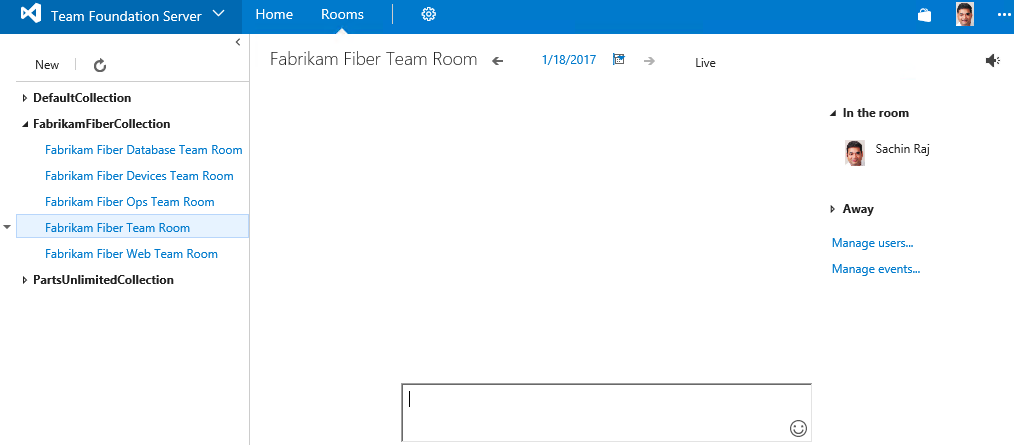 Team Foundation Server
Home
Rooms
New
DefaultCollection
FabrikamFiberCollection
Fabrikam Fiber Database Team Room
Fabrikam Fiber Devices Team Room
Fabrikam Fiber Ops Team Room
Fabrikam Fiber Team Room
Fabrikam Fiber Web Team Room
PartsUnlimitedCollection
Fabrikam Fiber Team Room
1/18/2017
Live
In the room
Sachin Raj
Away
Manage users...
Manage events...